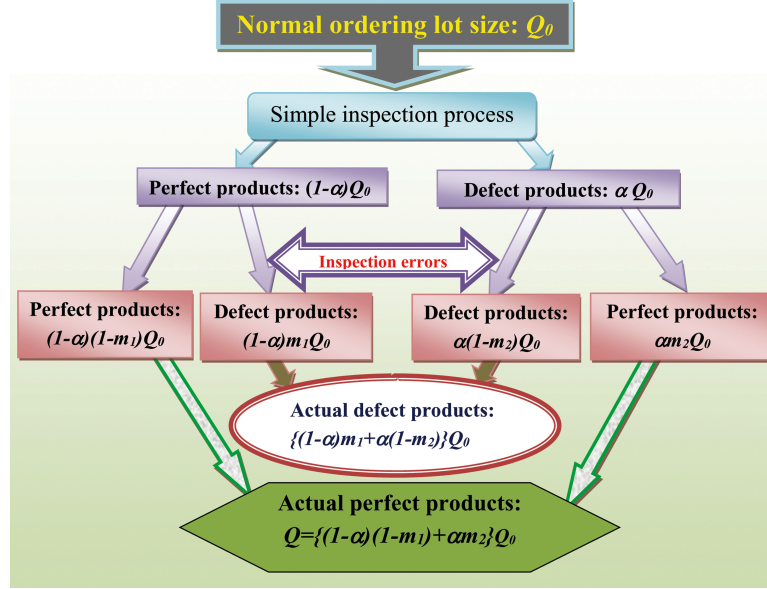 Normal ordering lot size: Q₀
Simple inspection process
Perfect products: (1-α)Q₀
Defect products: α Q₀
Inspection errors
Perfect products:
(1-α)(1-m₁)Q₀
Defect products:
(1-α)m₁Q₀
Defect products:
α(1-m₂)Q₀
Perfect products:
αm₂Q₀
Actual defect products:
{(1-α)m₁+α(1-m₂)}Q₀
Actual perfect products:
Q={(1-α)(1-m₁)+αm₂}Q₀